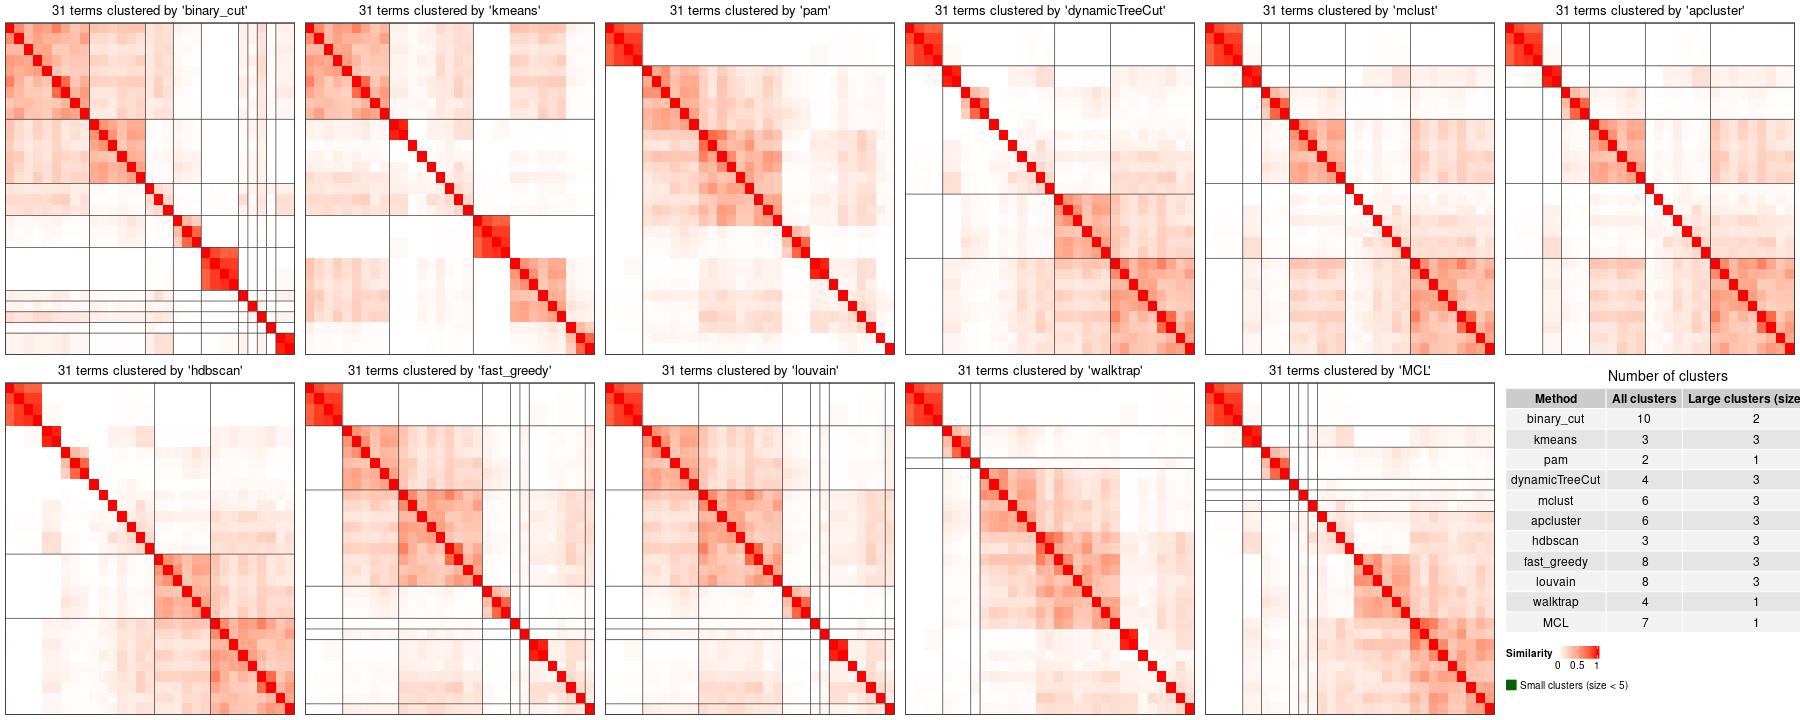 31 terms clustered by 'binary_cut'
31 terms clustered by 'kmeans'
31 terms clustered by 'pam'
31 terms clustered by 'dynamicTreeCut'
31 terms clustered by 'mclust'
31 terms clustered by 'apcluster'
31 terms clustered by 'hdbscan'
31 terms clustered by 'fast_greedy'
31 terms clustered by 'louvain'
31 terms clustered by 'walktrap'
31 terms clustered by 'MCL'
Number of clusters
Method All clusters Large clusters (size
binary_cut 10 2
kmeans 3 3
pam 2 1
dynamicTreeCut 4 3
mclust 6 3
apcluster 6 3
hdbscan 3 3
fast_greedy 8 3
louvain 8 3
walktrap 4 1
MCL 7 1
Similarity
0 0.5 1
Small clusters (size < 5)